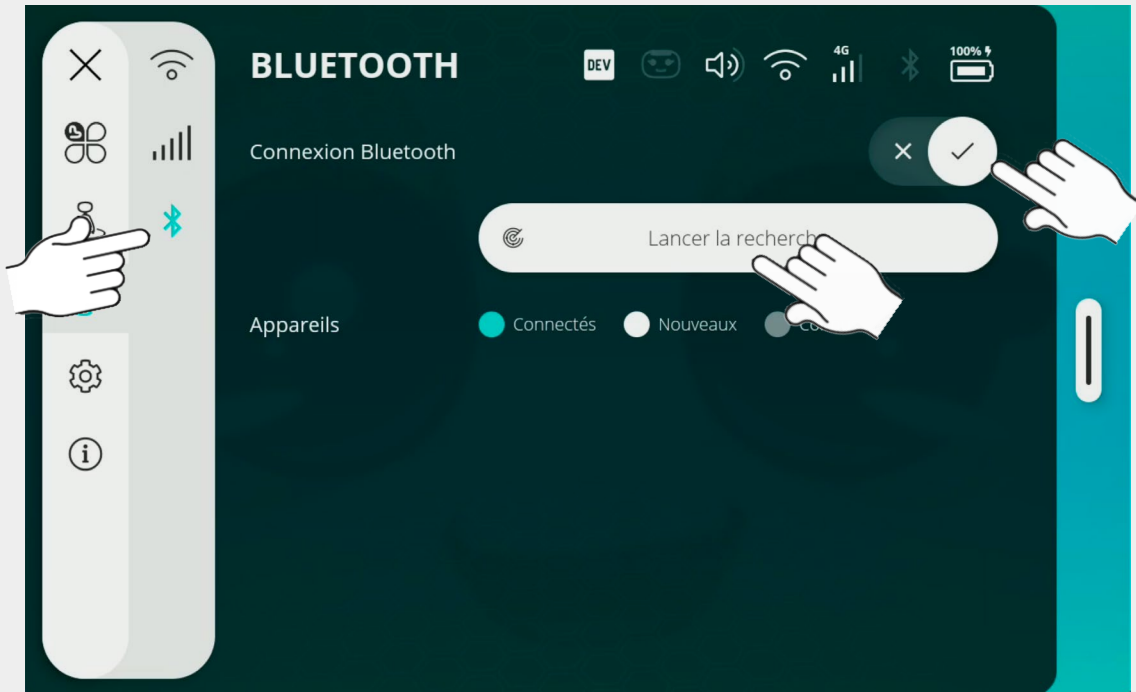 BLUETOOTH
DEV
4G
100%
Connexion Bluetooth
Lancer la recherch
Appareils
Connectés
Nouveaux